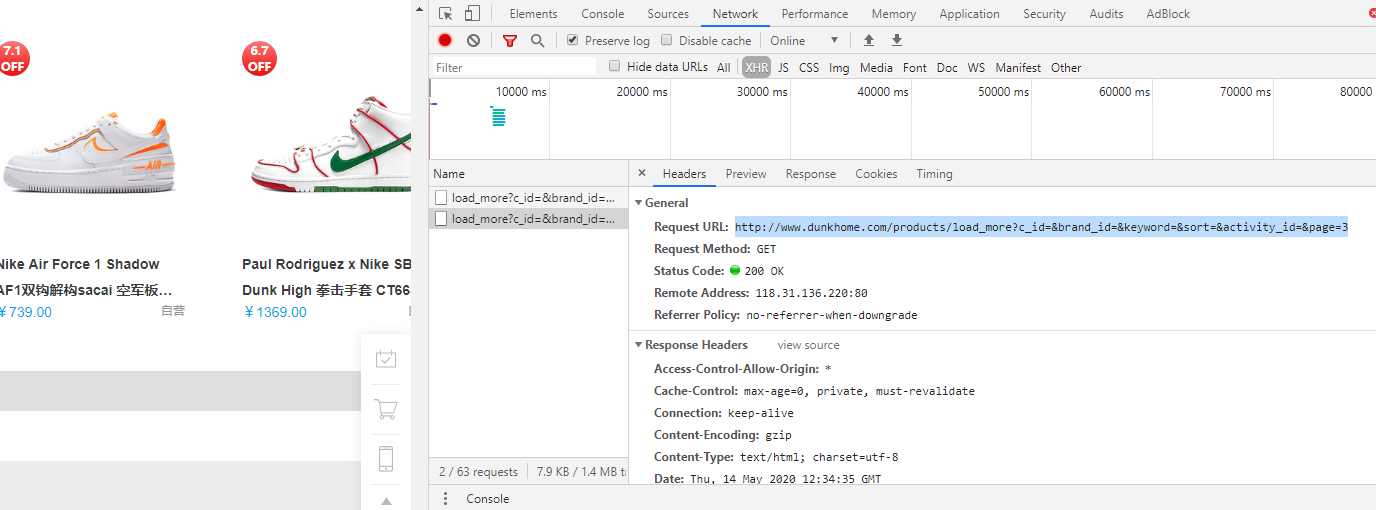 7.1
OFF
6.7
OFF
Nike Air Force 1 Shadow
AF1双钩解构sacai 空军板…
￥739.00
自营
Paul Rodriguez x Nike SB
Dunk High 拳击手套 CT66
￥1369.00
Elements Console Sources Network Performance Memory Application Security Audits AdBlock
Preserve log Disable cache Online
Filter Hide data URLs All XHR JS CSS Img Media Font Doc WS Manifest Other
10000 ms 20000 ms 30000 ms 40000 ms 50000 ms 60000 ms 70000 ms 80000
Name
load_more?c_id=&brand_id=...
load_more?c_id=&brand_id=...
2 / 63 requests 7.9 KB / 1.4 MB
× Headers Preview Response Cookies Timing
General
Request URL: http://www.dunkhome.com/products/load_more?c_id=&brand_id=&keyword=&sort=&activity_id=&page=3
Request Method: GET
Status Code: 200 OK
Remote Address: 118.31.136.220:80
Referrer Policy: no-referrer-when-downgrade
Response Headers view source
Access-Control-Allow-Origin: *
Cache-Control: max-age=0, private, must-revalidate
Connection: keep-alive
Content-Encoding: gzip
Content-Type: text/html; charset=utf-8
Date: Thu, 14 May 2020 12:34:35 GMT
Console